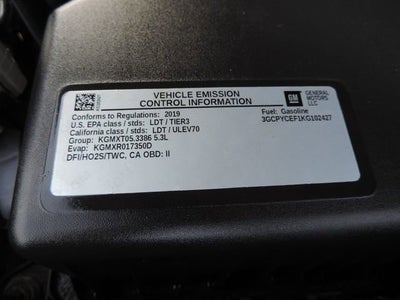 VEHICLE EMISSION
CONTROL INFORMATION
GM
GENERAL
MOTORS
LLC
Conforms to Regulations: 2019
Fuel: Gasoline
U.S. EPA class / stds: LDT / TIER3
3GCPYCEF1KG102427
California class / stds: LDT / ULEV70
Group: KGMXT05.3386 5.3L
Evap: KGMXR017350D
DFI/HO2S/TWC, CA OBD: II